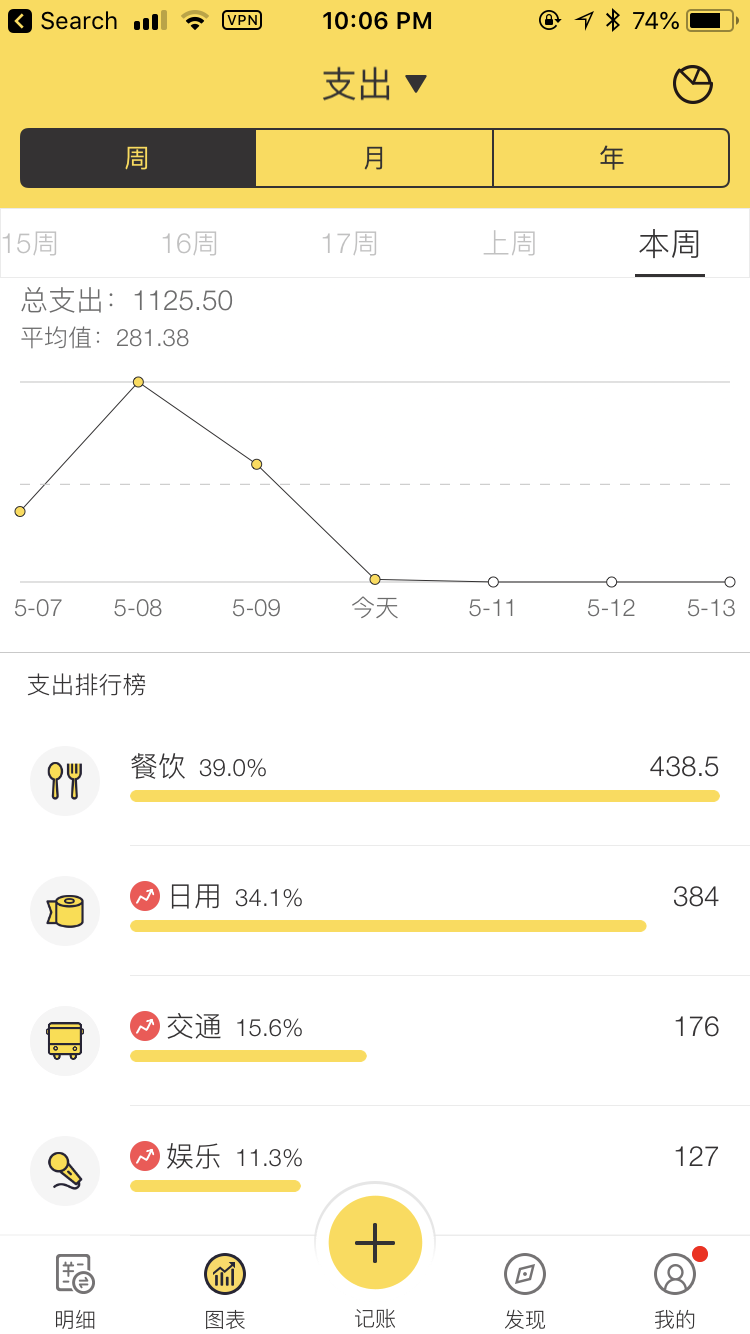 Search VPN 10:06 PM 74%
支出
周 月 年
15周 16周 17周 上周 本周
总支出：1125.50
平均值：281.38
5-07 5-08 5-09 今天 5-11 5-12 5-13
支出排行榜
餐饮 39.0% 438.5
日用 34.1% 384
交通 15.6% 176
娱乐 11.3% 127
明细 图表 记账 发现 我的